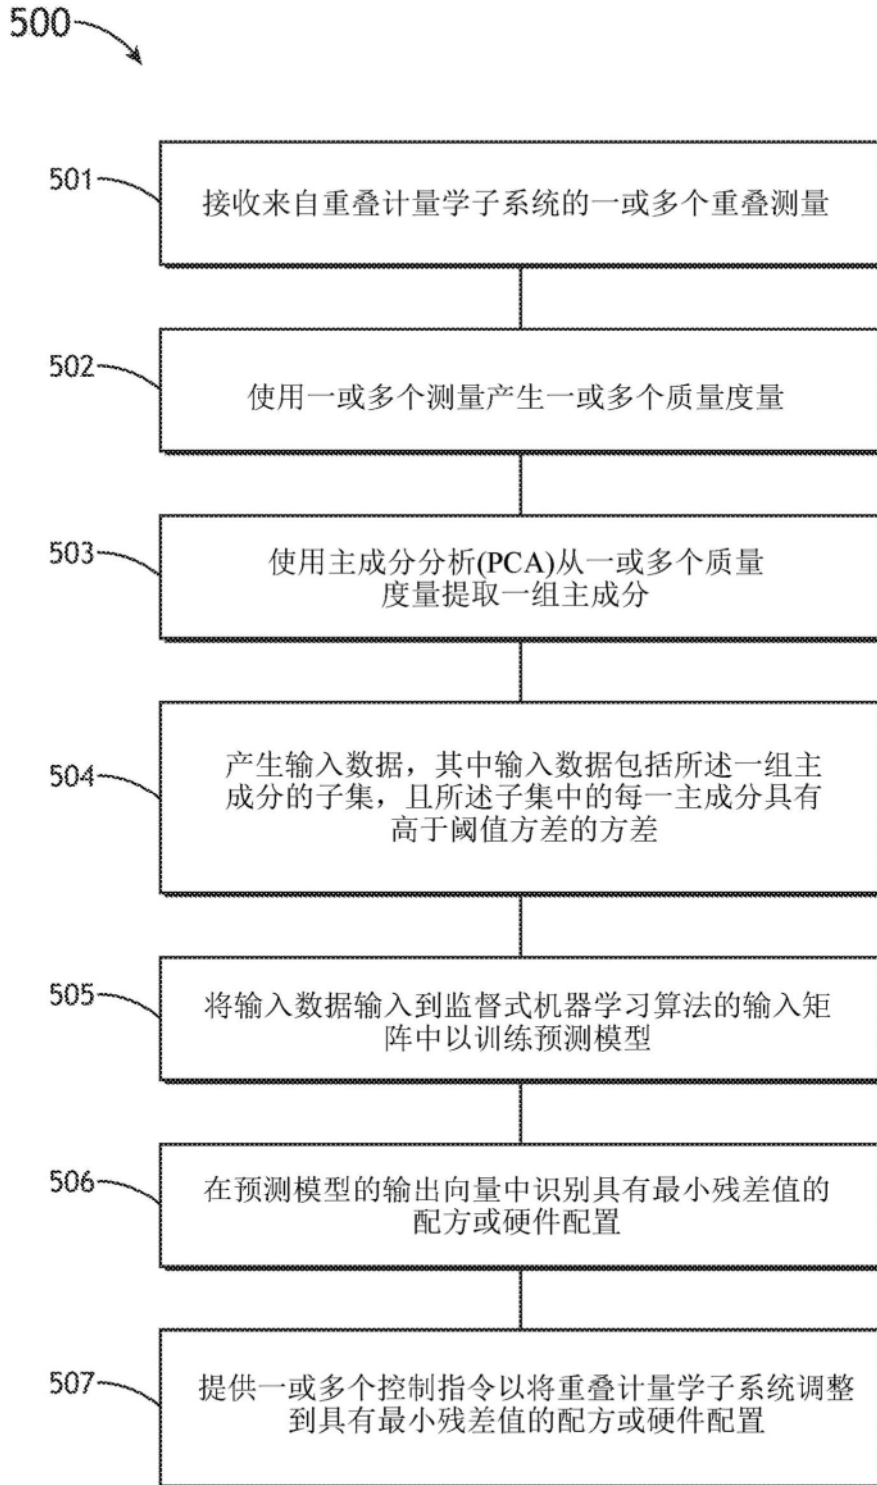 500
501
接收来自重叠计量学子系统的一或多个重叠测量
502
使用一或多个测量产生一或多个质量度量
503
使用主成分分析(PCA)从一或多个质量
度量提取一组主成分
504
产生输入数据，其中输入数据包括所述一组主
成分的子集，且所述子集中的每一主成分具有
高于阈值方差的方差
505
将输入数据输入到监督式机器学习算法的输入矩
阵中以训练预测模型
506
在预测模型的输出向量中识别具有最小残差值的
配方或硬件配置
507
提供一或多个控制指令以将重叠计量学子系统调整
到具有最小残差值的配方或硬件配置